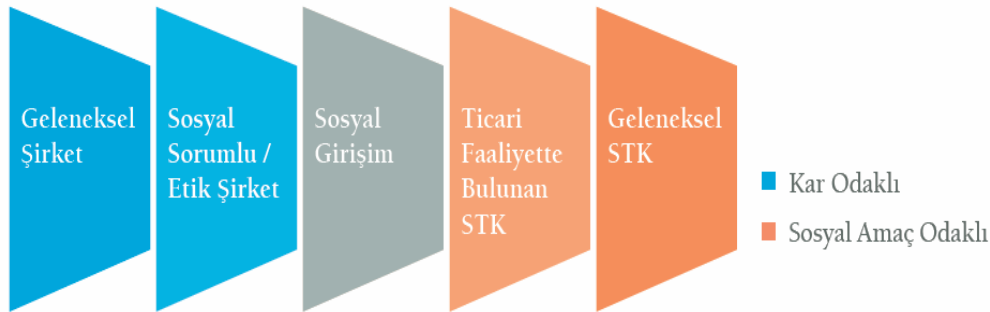 Geleneksel
Şirket
Sosyal
Sorumlu /
Etik Şirket
Sosyal
Girişim
Ticari
Faaliyette
Bulunan
STK
Geleneksel
STK
Kar Odaklı
Sosyal Amaç Odaklı